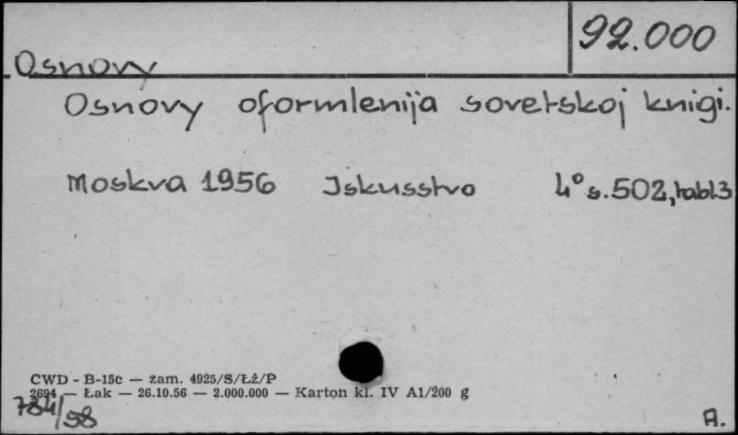 92.000
Osnovy
Osnovy oformlenija sovetskoj knigi.
Moskva 1956 Iskusstvo 4° s. 502, tabl.3
CWD - B-15c — zam. 4925/S/Łż/P
2694 — Łak — 26.10.56 — 2.000.000 — Karton kl. IV A1/200 g
784/58
A.